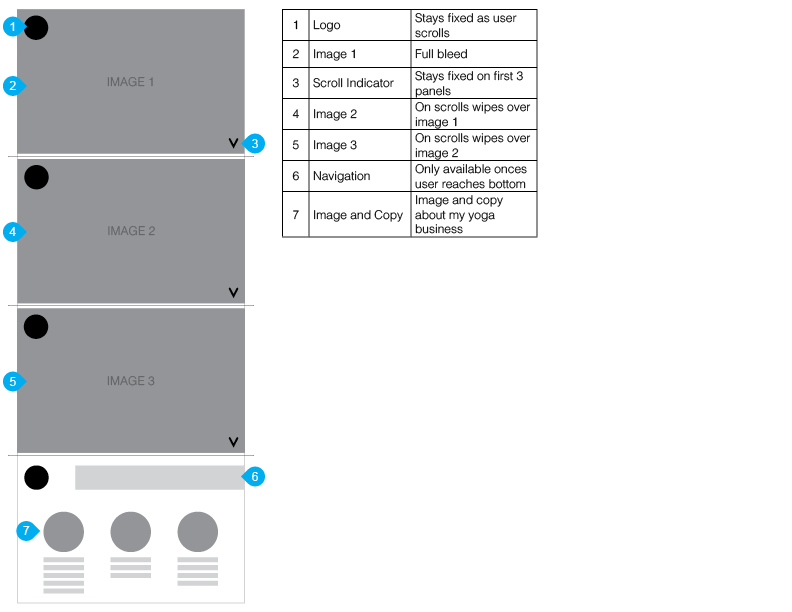 1
IMAGE 1
2
V
3
IMAGE 2
4
V
IMAGE 3
5
V
6
7
1 Logo Stays fixed as user
scrolls
2 Image 1 Full bleed
3 Scroll Indicator Stays fixed on first 3
panels
4 Image 2 On scrolls wipes over
image 1
5 Image 3 On scrolls wipes over
image 2
6 Navigation Only available onces
user reaches bottom
7 Image and Copy Image and copy
about my yoga
business